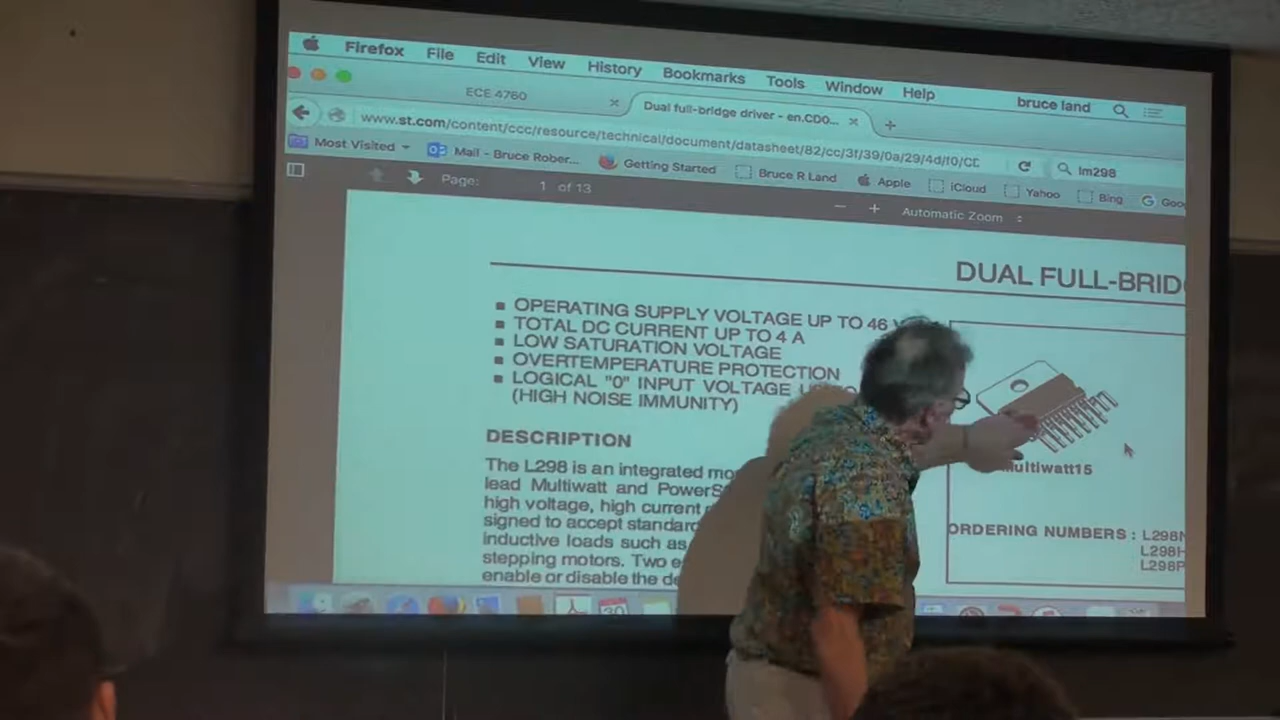 Firefox File Edit View History Bookmarks Tools Window Help bruce land
ECE 4760
Dual full-bridge driver - en.CD0...
www.st.com/content/ccc/resource/technical/document/datasheet/82/cc/3f/39/0a/29/4d/f0/CD
lm298
Most Visited Mail - Bruce Rober... Getting Started Bruce R Land Apple iCloud Yahoo Bing Goo
Page: 1 of 13
Automatic Zoom
DUAL FULL-BRID
OPERATING SUPPLY VOLTAGE UP TO 46 V
TOTAL DC CURRENT UP TO 4 A
LOW SATURATION VOLTAGE
OVERTEMPERATURE PROTECTION
LOGICAL "0" INPUT VOLTAGE
(HIGH NOISE IMMUNITY)
DESCRIPTION
The L298 is an integrated mo
lead Multiwatt and PowerS
high voltage, high current
signed to accept standard
inductive loads such as
stepping motors. Two e
enable or disable the de
Multiwatt15
ORDERING NUMBERS : L298N
L298H
L298P
30